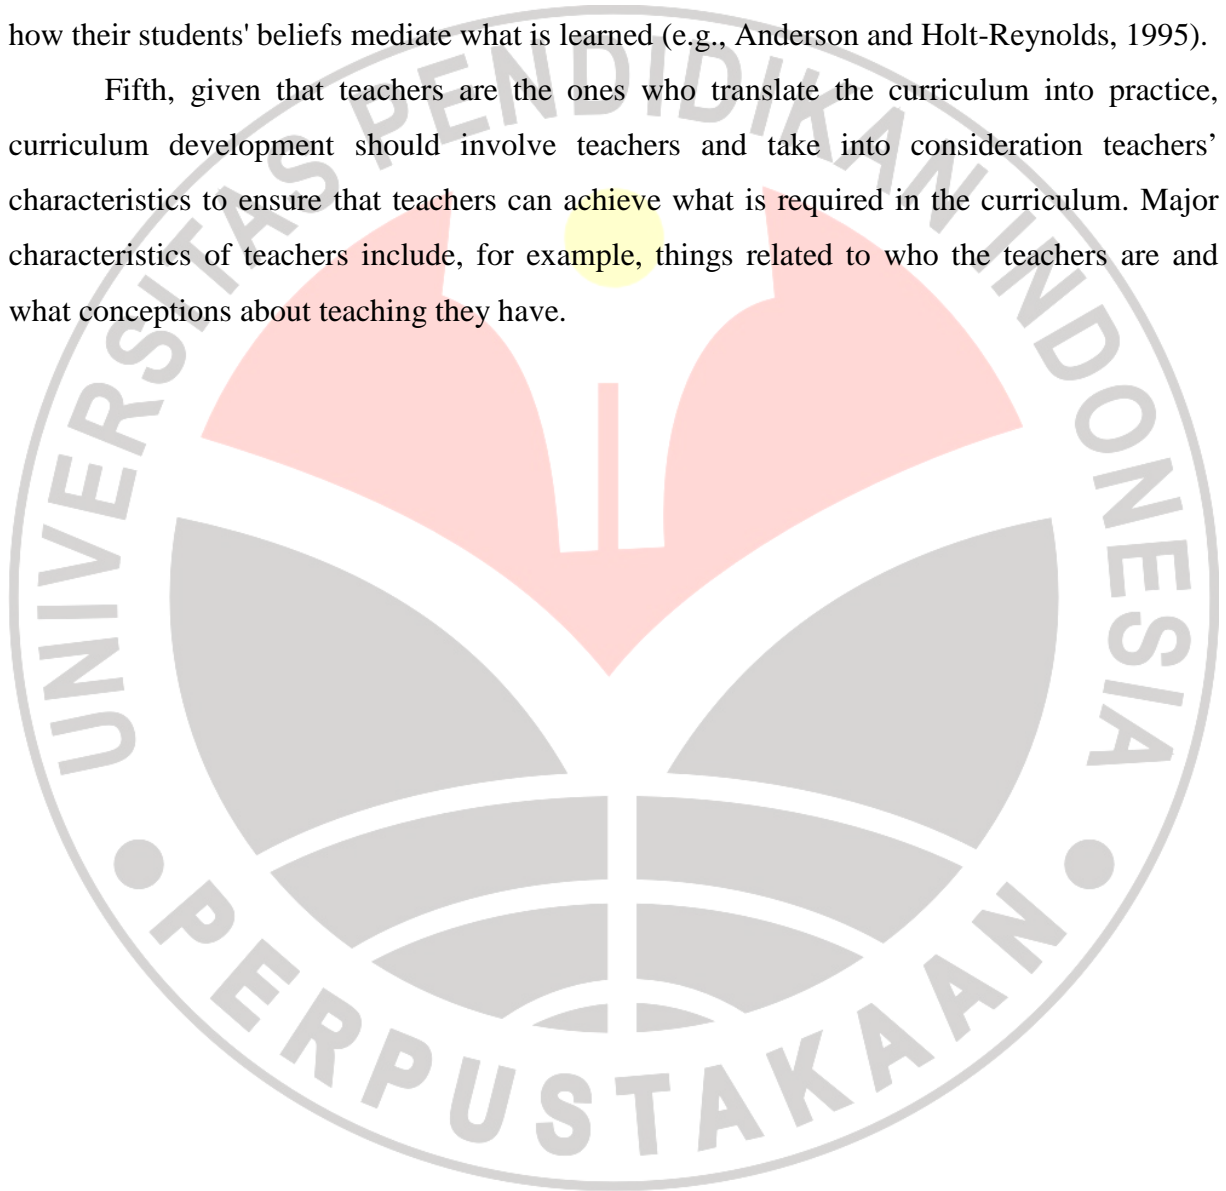 how their students' beliefs mediate what is learned (e.g., Anderson and Holt-Reynolds, 1995).
Fifth, given that teachers are the ones who translate the curriculum into practice,
curriculum development should involve teachers and take into consideration teachers’
characteristics to ensure that teachers can achieve what is required in the curriculum. Major
characteristics of teachers include, for example, things related to who the teachers are and
what conceptions about teaching they have.
UNIVERSITAS PENDIDIKAN INDONESIA
PERPUSTAKAAN